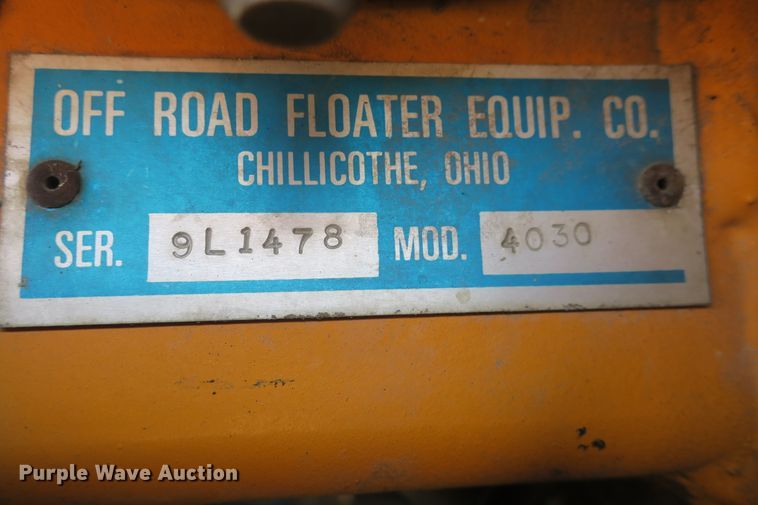 OFF ROAD FLOATER EQUIP. CO.
CHILLICOTHE, OHIO
SER. 9L1478 MOD. 4030
Purple Wave Auction